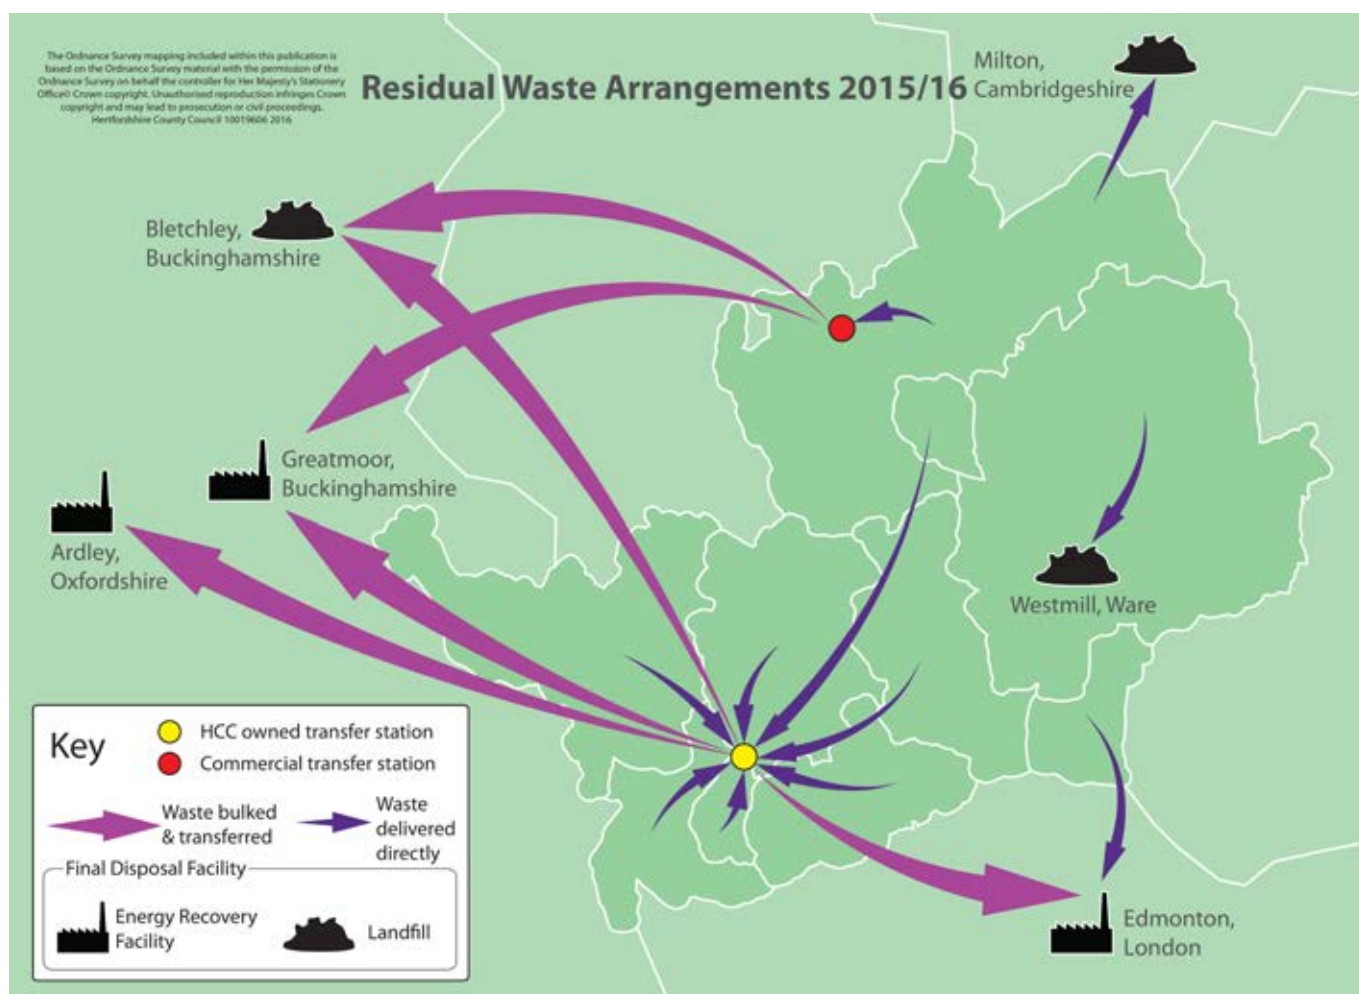 The Ordnance Survey mapping included within this publication is
based on the Ordnance Survey material with the permission of the
Ordnance Survey on behalf the controller for Her Majesty's Stationery
Office© Crown copyright. Unauthorised reproduction infringes Crown
copyright and may lead to prosecution or civil proceedings.
Hertfordshire County Council 10019606 2016
Residual Waste Arrangements 2015/16
Milton,
Cambridgeshire
Bletchley,
Buckinghamshire
Greatmoor,
Buckinghamshire
Ardley,
Oxfordshire
Westmill, Ware
Edmonton,
London
Key
HCC owned transfer station
Commercial transfer station
Waste bulked
& transferred
Waste
delivered
directly
Final Disposal Facility
Energy Recovery
Facility
Landfill